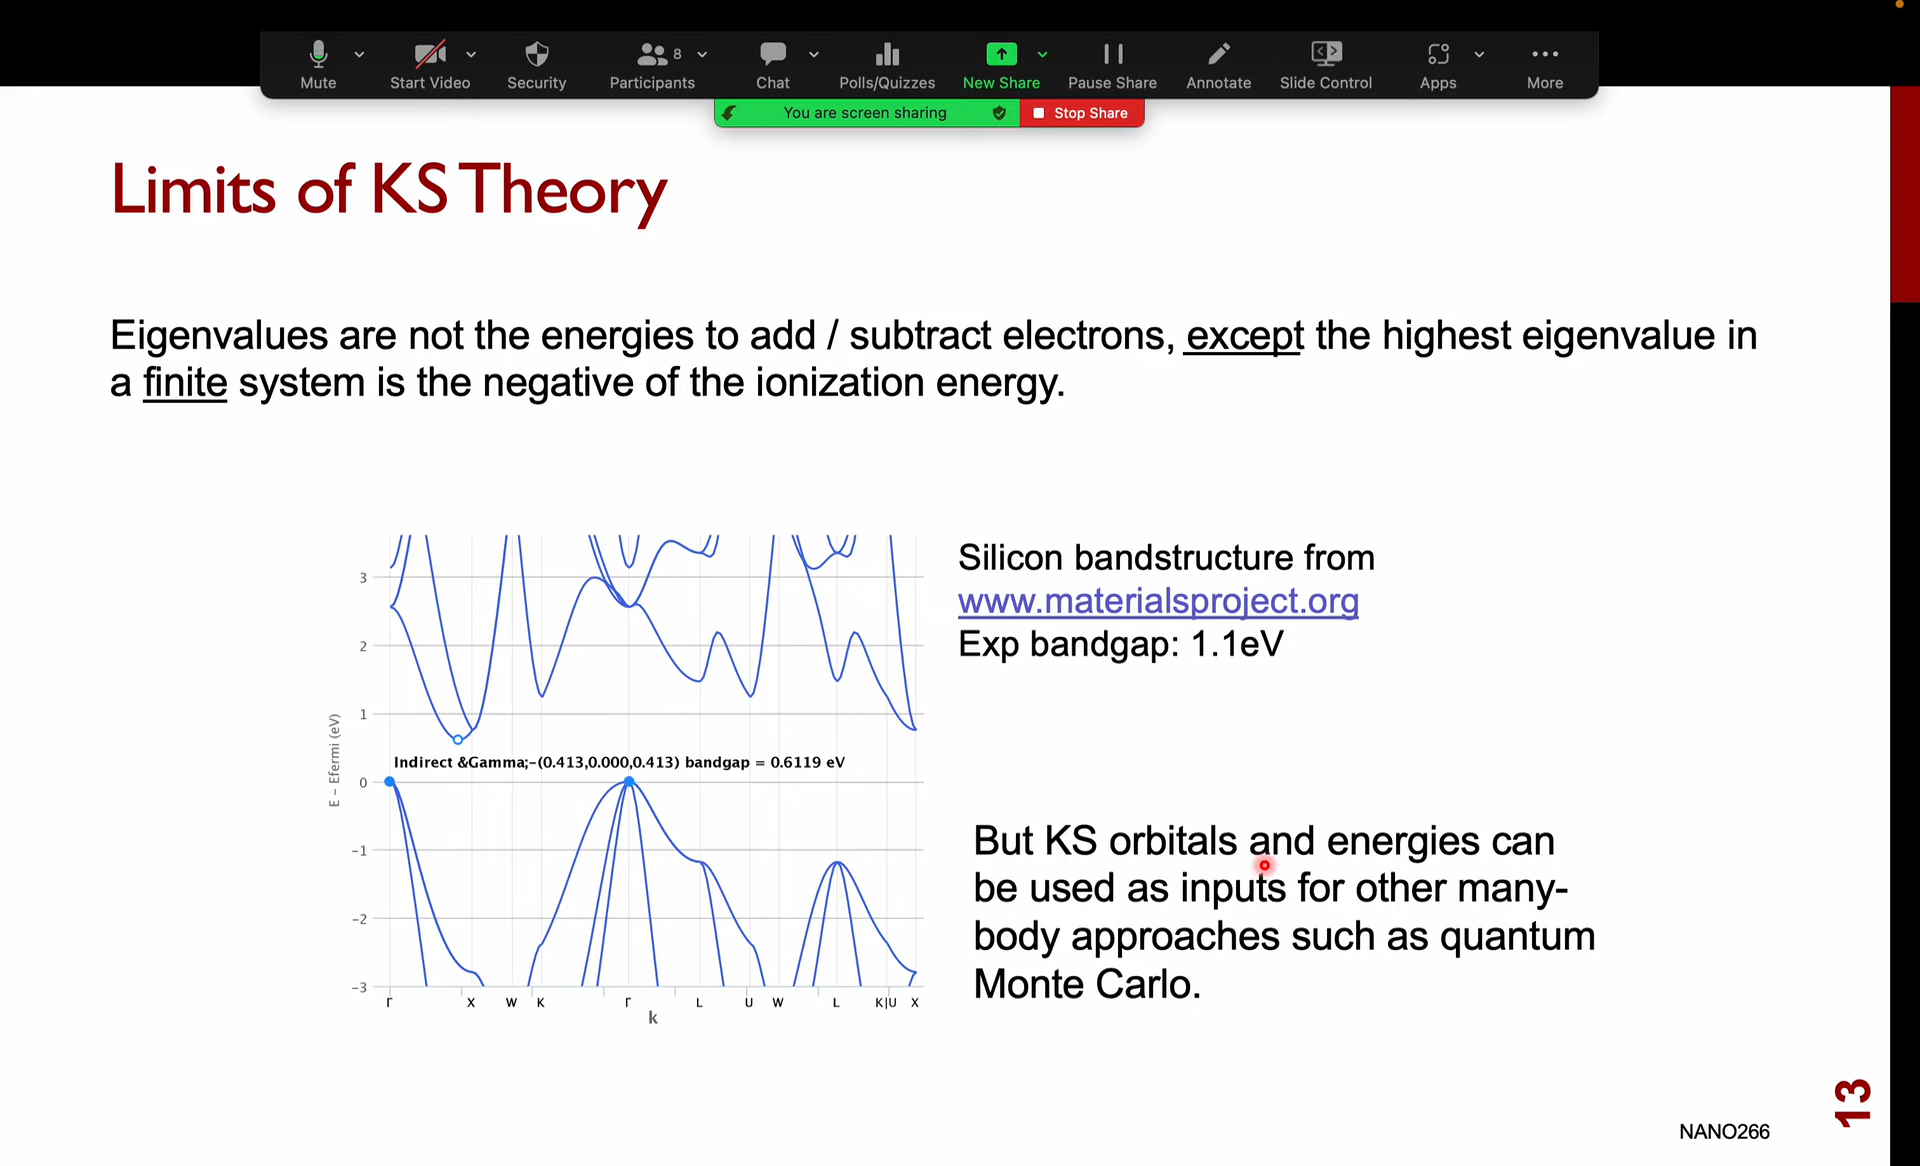 Mute
Start Video
Security
Participants
8
Chat
Polls/Quizzes
New Share
Pause Share
Annotate
Slide Control
Apps
More
You are screen sharing
Stop Share
Limits of KS Theory
Eigenvalues are not the energies to add / subtract electrons, except the highest eigenvalue in
a finite system is the negative of the ionization energy.
E − Efermi (eV)
3
2
1
0
−1
−2
−3
Indirect &Gamma;−(0.413,0.000,0.413) bandgap = 0.6119 eV
Γ X W K Γ L U W L K|U X
k
Silicon bandstructure from
www.materialsproject.org
Exp bandgap: 1.1eV
But KS orbitals and energies can
be used as inputs for other many-
body approaches such as quantum
Monte Carlo.
NANO266
13